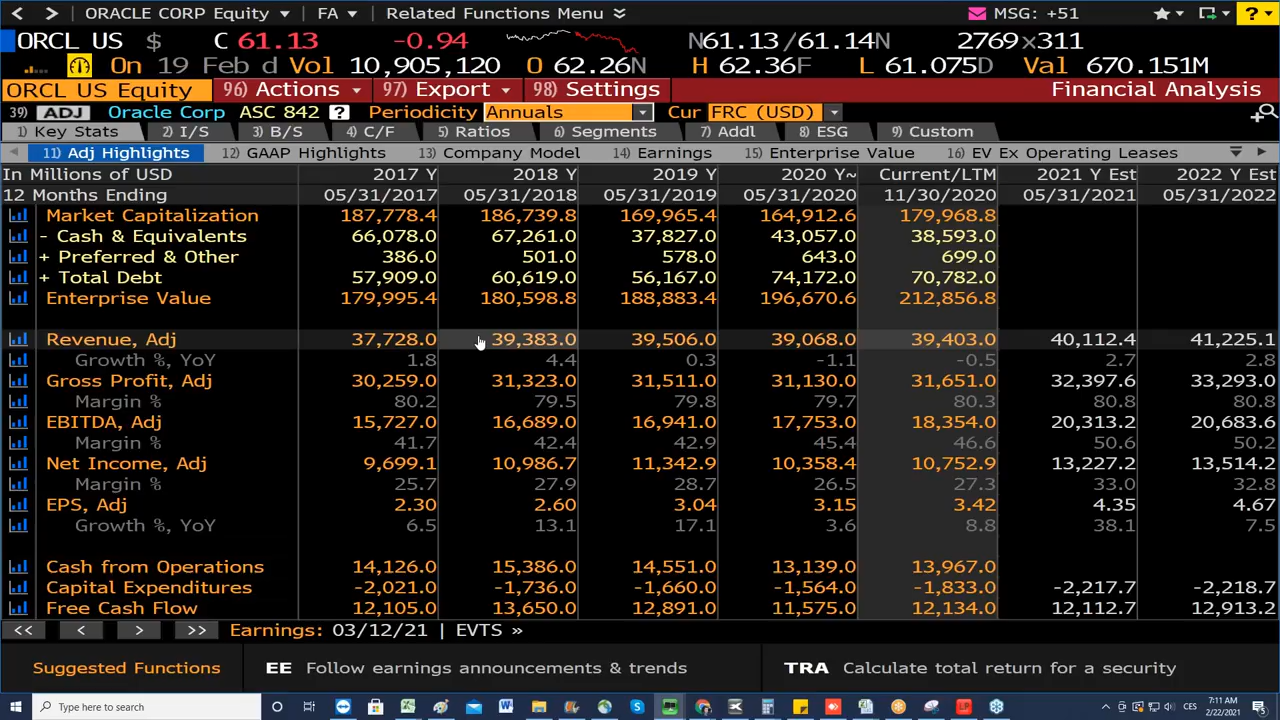 < > ORACLE CORP Equity FA Related Functions Menu MSG: +51 ?
ORCL US $ C 61.13 -0.94 N61.13/61.14N 2769x311
On 19 Feb d Vol 10,905,120 O 62.26N H 62.36F L 61.075D Val 670.151M
ORCL US Equity 96) Actions 97) Export 98) Settings Financial Analysis
39) ADJ Oracle Corp ASC 842 ? Periodicity Annuals Cur FRC (USD)
1) Key Stats 2) I/S 3) B/S 4) C/F 5) Ratios 6) Segments 7) Addl 8) ESG 9) Custom
11) Adj Highlights 12) GAAP Highlights 13) Company Model 14) Earnings 15) Enterprise Value 16) EV Ex Operating Leases
In Millions of USD 2017 Y 2018 Y 2019 Y 2020 Y~ Current/LTM 2021 Y Est 2022 Y Est
12 Months Ending 05/31/2017 05/31/2018 05/31/2019 05/31/2020 11/30/2020 05/31/2021 05/31/2022
Market Capitalization 187,778.4 186,739.8 169,965.4 164,912.6 179,968.8
- Cash & Equivalents 66,078.0 67,261.0 37,827.0 43,057.0 38,593.0
+ Preferred & Other 386.0 501.0 578.0 643.0 699.0
+ Total Debt 57,909.0 60,619.0 56,167.0 74,172.0 70,782.0
Enterprise Value 179,995.4 180,598.8 188,883.4 196,670.6 212,856.8
Revenue, Adj 37,728.0 39,383.0 39,506.0 39,068.0 39,403.0 40,112.4 41,225.1
Growth %, YoY 1.8 4.4 0.3 -1.1 -0.5 2.7 2.8
Gross Profit, Adj 30,259.0 31,323.0 31,511.0 31,130.0 31,651.0 32,397.6 33,293.0
Margin % 80.2 79.5 79.8 79.7 80.3 80.8 80.8
EBITDA, Adj 15,727.0 16,689.0 16,941.0 17,753.0 18,354.0 20,313.2 20,683.6
Margin % 41.7 42.4 42.9 45.4 46.6 50.6 50.2
Net Income, Adj 9,699.1 10,986.7 11,342.9 10,358.4 10,752.9 13,227.2 13,514.2
Margin % 25.7 27.9 28.7 26.5 27.3 33.0 32.8
EPS, Adj 2.30 2.60 3.04 3.15 3.42 4.35 4.67
Growth %, YoY 6.5 13.1 17.1 3.6 8.8 38.1 7.5
Cash from Operations 14,126.0 15,386.0 14,551.0 13,139.0 13,967.0
Capital Expenditures -2,021.0 -1,736.0 -1,660.0 -1,564.0 -1,833.0 -2,217.7 -2,218.7
Free Cash Flow 12,105.0 13,650.0 12,891.0 11,575.0 12,134.0 12,112.7 12,913.2
<< < > >> Earnings: 03/12/21 | EVTS »
Suggested Functions EE Follow earnings announcements & trends TRA Calculate total return for a security
Type here to search CES 7:11 AM
2/22/2021